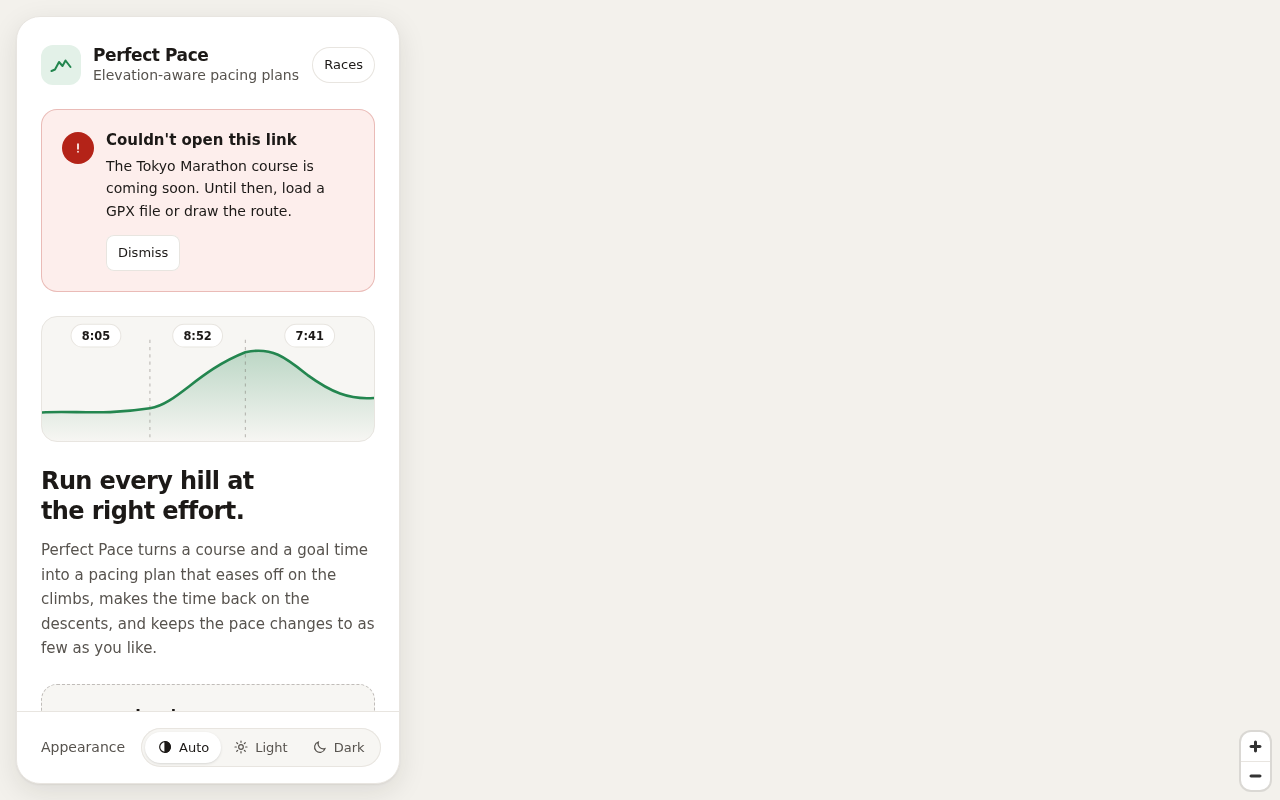 Perfect Pace
Elevation-aware pacing plans
Races
!
Couldn't open this link
The Tokyo Marathon course is
coming soon. Until then, load a
GPX file or draw the route.
Dismiss
8:05
8:52
7:41
Run every hill at
the right effort.
Perfect Pace turns a course and a goal time
into a pacing plan that eases off on the
climbs, makes the time back on the
descents, and keeps the pace changes to as
few as you like.
Appearance
Auto
Light
Dark
+
−